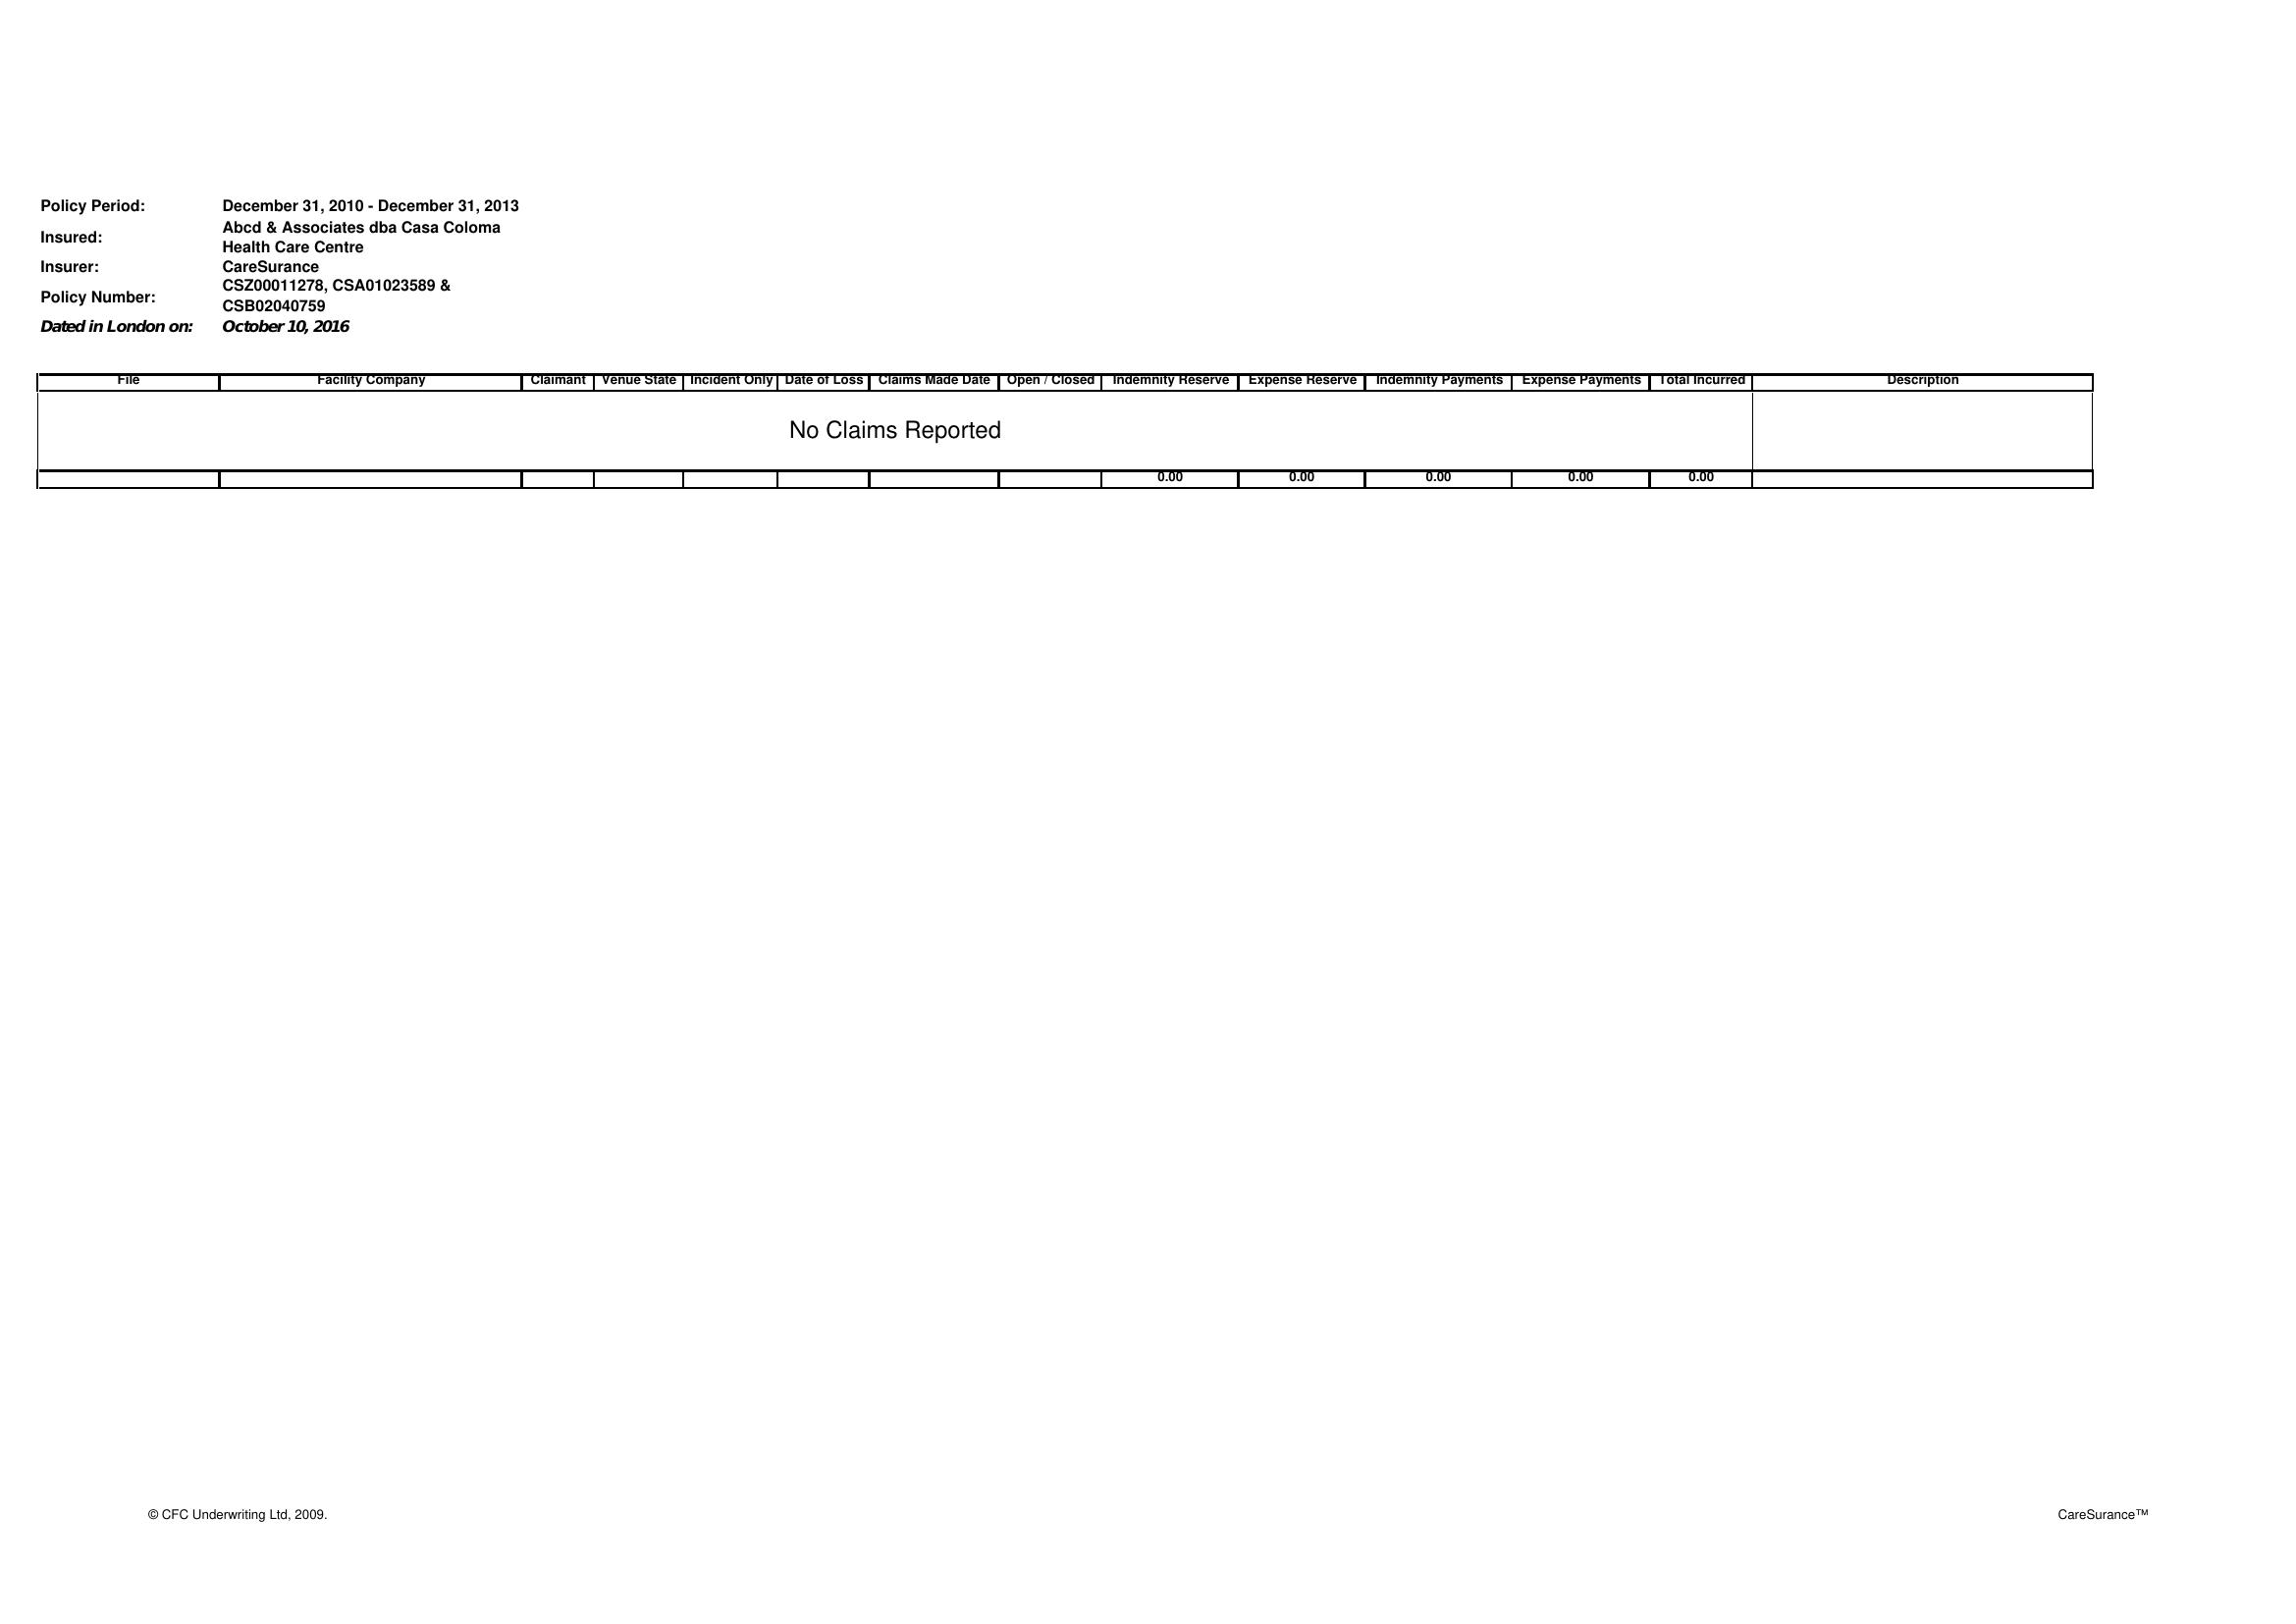 Policy Period: December 31, 2010 - December 31, 2013
Insured: Abcd & Associates dba Casa Coloma
Health Care Centre
Insurer: CareSurance
Policy Number: CSZ00011278, CSA01023589 &
CSB02040759
Dated in London on: October 10, 2016
File Facility Company Claimant Venue State Incident Only Date of Loss Claims Made Date Open / Closed Indemnity Reserve Expense Reserve Indemnity Payments Expense Payments Total Incurred Description
No Claims Reported
0.00 0.00 0.00 0.00 0.00
© CFC Underwriting Ltd, 2009. CareSurance™